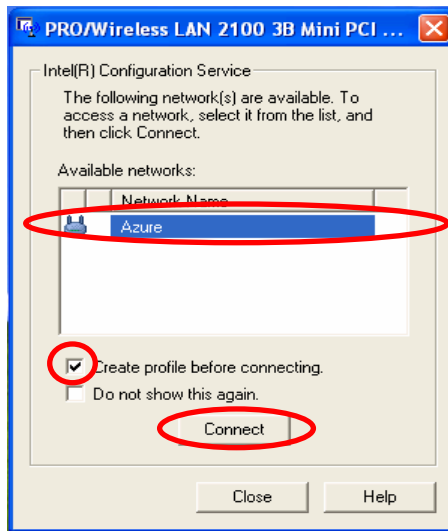 PRO/Wireless LAN 2100 3B Mini PCI ...
Intel(R) Configuration Service
The following network(s) are available. To
access a network, select it from the list, and
then click Connect.
Available networks:
Network Name
Azure
Create profile before connecting.
Do not show this again.
Connect
Close
Help